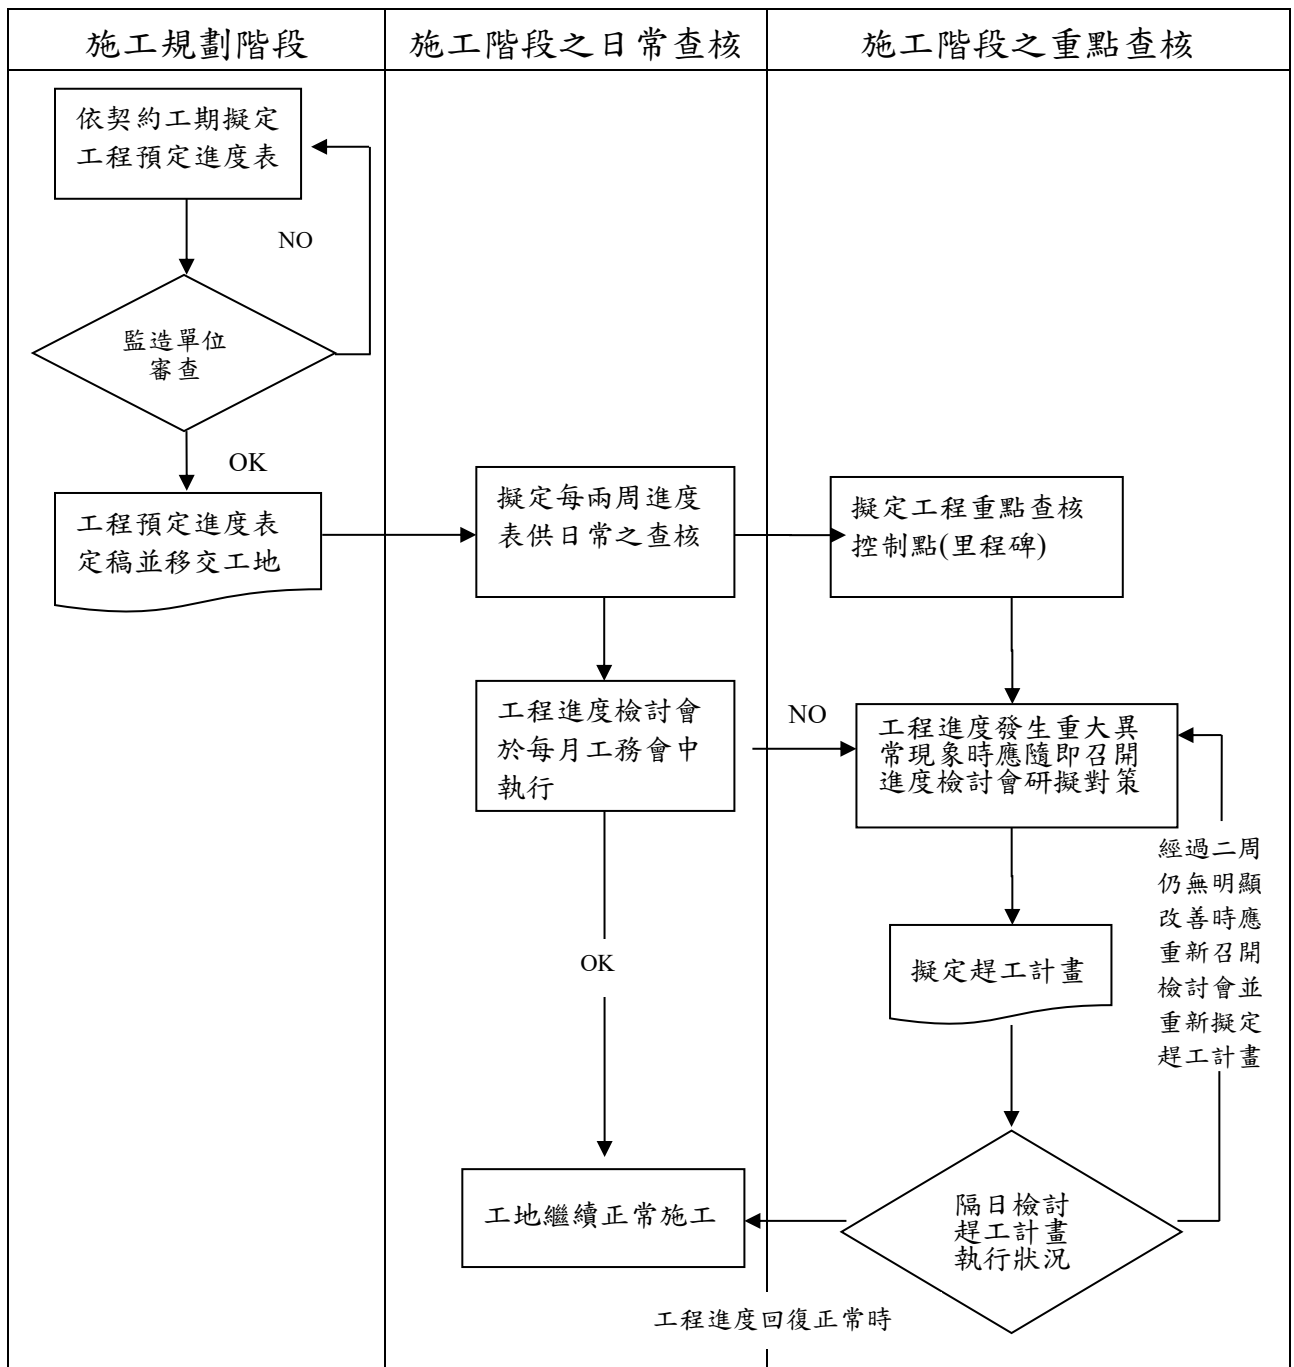 施工規劃階段
施工階段之日常查核
施工階段之重點查核
依契約工期擬定
工程預定進度表
NO
監造單位
審查
OK
工程預定進度表
定稿並移交工地
擬定每兩周進度
表供日常之查核
擬定工程重點查核
控制點(里程碑)
工程進度檢討會
於每月工務會中
執行
NO
工程進度發生重大異
常現象時應隨即召開
進度檢討會研擬對策
經過二周
仍無明顯
改善時應
重新召開
檢討會並
重新擬定
趕工計畫
擬定趕工計畫
OK
工地繼續正常施工
隔日檢討
趕工計畫
執行狀況
工程進度回復正常時